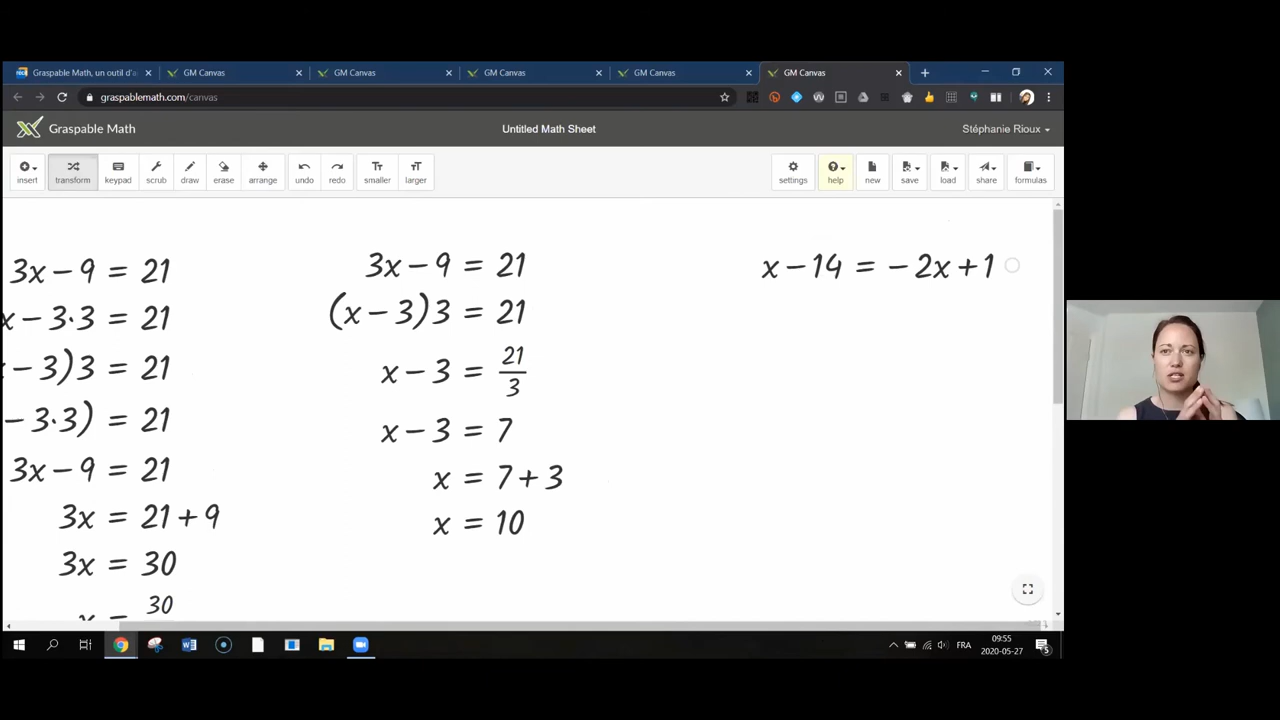 Graspable Math, un outil d'a
GM Canvas
GM Canvas
GM Canvas
GM Canvas
GM Canvas
graspablemath.com/canvas
Graspable Math
Untitled Math Sheet
Stéphanie Rioux
insert
transform
keypad
scrub
draw
erase
arrange
undo
redo
smaller
larger
settings
help
new
save
load
share
formulas
3x − 9 = 21
x − 3·3 = 21
− 3)3 = 21
− 3·3) = 21
3x − 9 = 21
3x = 21 + 9
3x = 30
x = 30
3x − 9 = 21
(x − 3)3 = 21
x − 3 = 21/3
x − 3 = 7
x = 7 + 3
x = 10
x − 14 = −2x + 1
FRA
09:55
2020-05-27
5